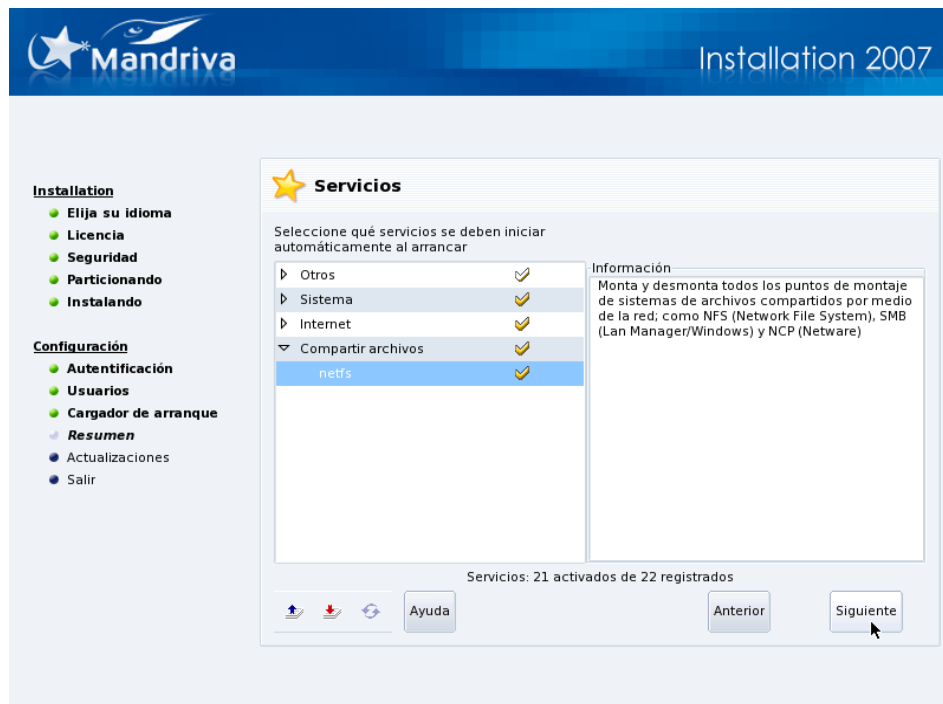 Mandriva
Installation 2007
Installation
Elija su idioma
Licencia
Seguridad
Particionando
Instalando
Configuración
Autentificación
Usuarios
Cargador de arranque
Resumen
Actualizaciones
Salir
Servicios
Seleccione qué servicios se deben iniciar
automáticamente al arrancar
Otros
Sistema
Internet
Compartir archivos
netfs
Información
Monta y desmonta todos los puntos de montaje
de sistemas de archivos compartidos por medio
de la red; como NFS (Network File System), SMB
(Lan Manager/Windows) y NCP (Netware)
Servicios: 21 activados de 22 registrados
Ayuda
Anterior
Siguiente